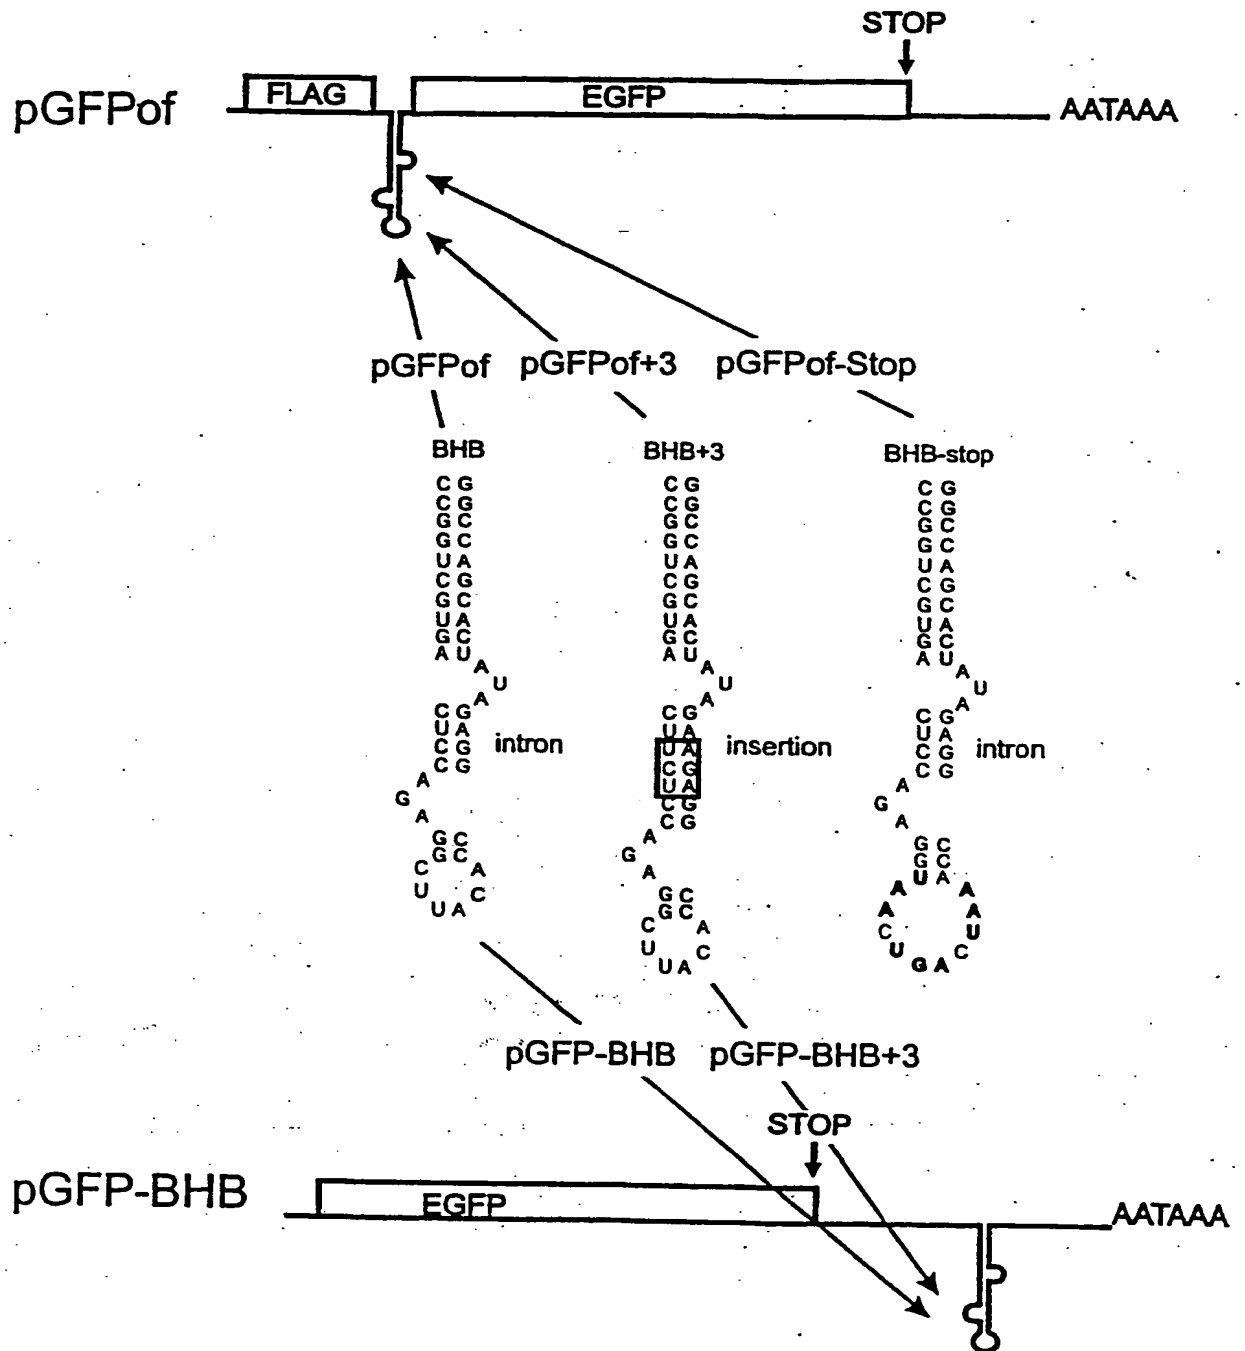 STOP
pGFPof FLAG EGFP AATAAA
pGFPof pGFPof+3 pGFPof-Stop
BHB BHB+3 BHB-stop
C G C G C G
C G C G C G
G C G C G C
G C G C G C
U A U A U A
C G C G C G
G C G C G C
U A U A U A
G C G C G C
A U A U A U
A A A
U U U
A A A
C G C G C G
U A U A U A
C G U A C G
C G C G C G
intron insertion intron
U A
C G
C G
A A A
G G G
A A A
G C G C G C
G C G C G C
C A C A U A
U C U C A A
U A U A A A
C U
U C
G A
pGFP-BHB pGFP-BHB+3
STOP
pGFP-BHB EGFP AATAAA